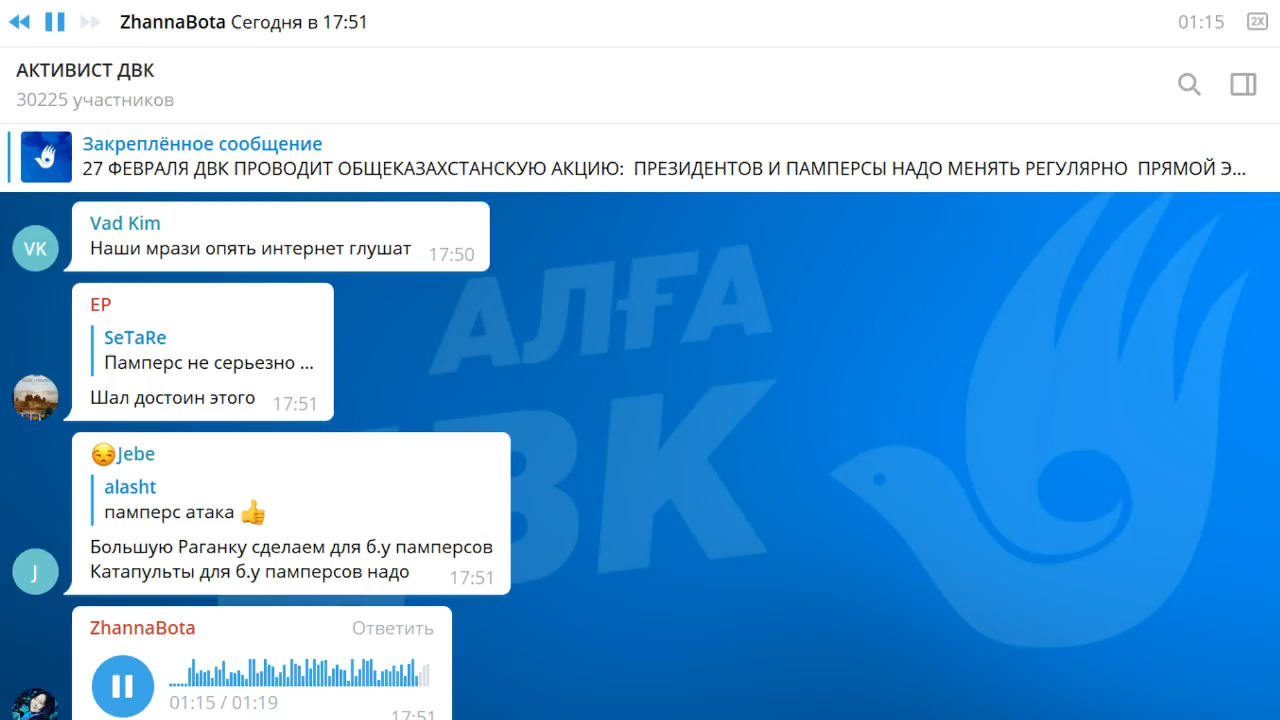 ZhannaBota Сегодня в 17:51
01:15
2X
АКТИВИСТ ДВК
30225 участников
Закреплённое сообщение
27 ФЕВРАЛЯ ДВК ПРОВОДИТ ОБЩЕКАЗАХСТАНСКУЮ АКЦИЮ: ПРЕЗИДЕНТОВ И ПАМПЕРСЫ НАДО МЕНЯТЬ РЕГУЛЯРНО ПРЯМОЙ Э...
АЛҒА
ДВК
VK
Vad Kim
Наши мрази опять интернет глушат 17:50
EP
SeTaRe
Памперс не серьезно ...
Шал достоин этого 17:51
J
😒Jebe
alasht
памперс атака 👍
Большую Раганку сделаем для б.у памперсов
Катапульты для б.у памперсов надо 17:51
ZhannaBota Ответить
01:15 / 01:19
17:51